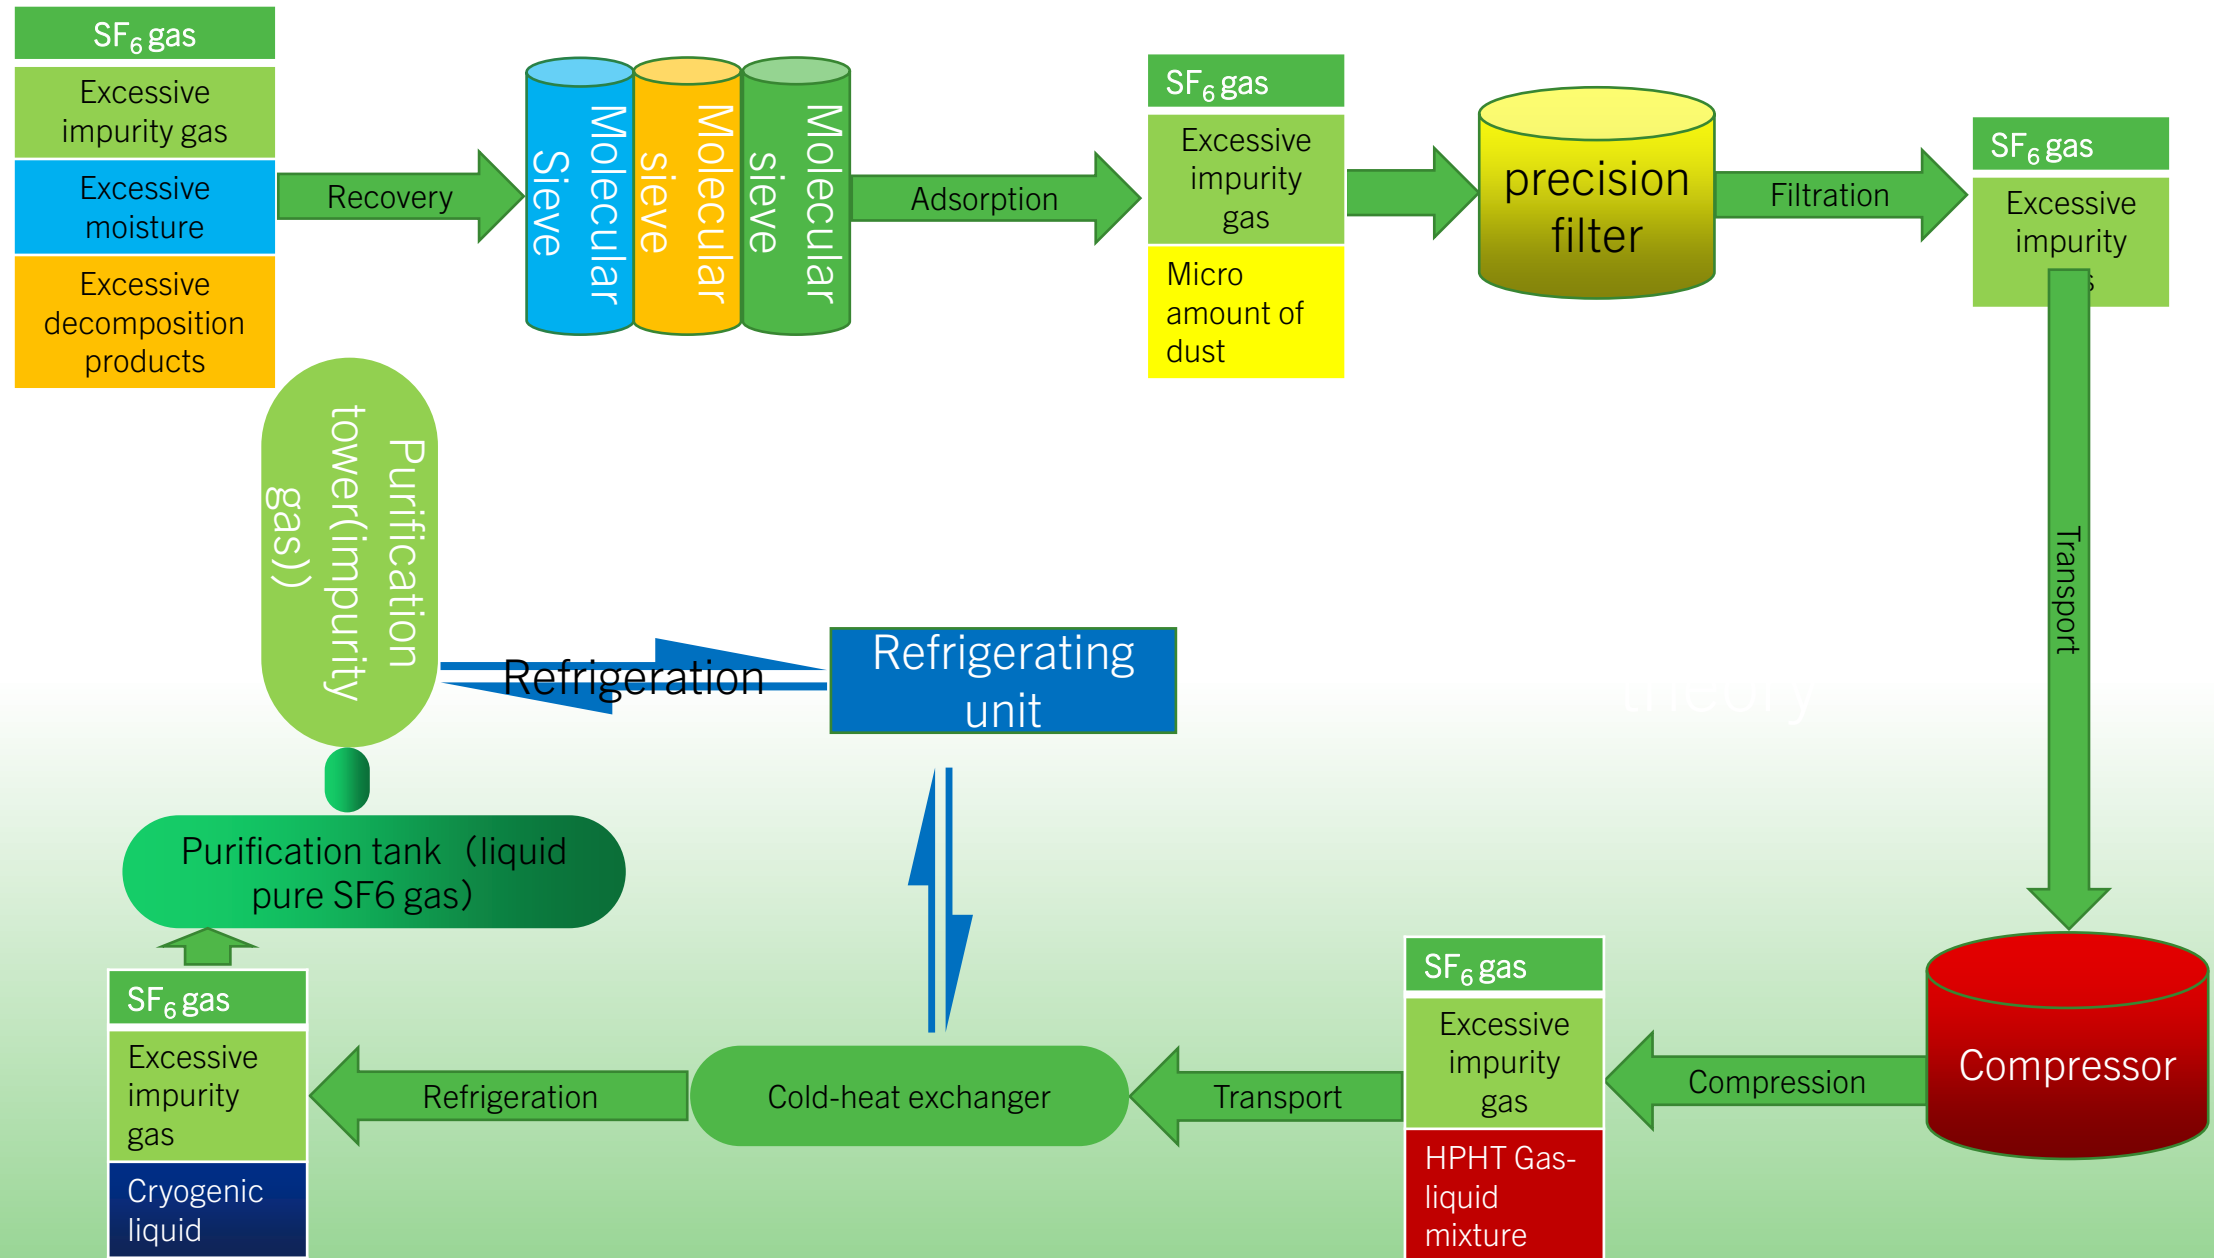 SF6 gas
Excessive
impurity gas
Excessive
moisture
Excessive
decomposition
products
Recovery
Molecular
Sieve
Molecular
sieve
Molecular
sieve
Adsorption
SF6 gas
Excessive
impurity
gas
Micro
amount of
dust
precision
filter
Filtration
SF6 gas
Excessive
impurity
Transport
Compressor
Compression
SF6 gas
Excessive
impurity
gas
HPHT Gas-
liquid
mixture
Transport
Cold-heat exchanger
Refrigeration
SF6 gas
Excessive
impurity
gas
Cryogenic
liquid
Purification tank（liquid
pure SF6 gas）
Purification
tower(impurity
gas))
Refrigeration
Refrigerating
unit
theory